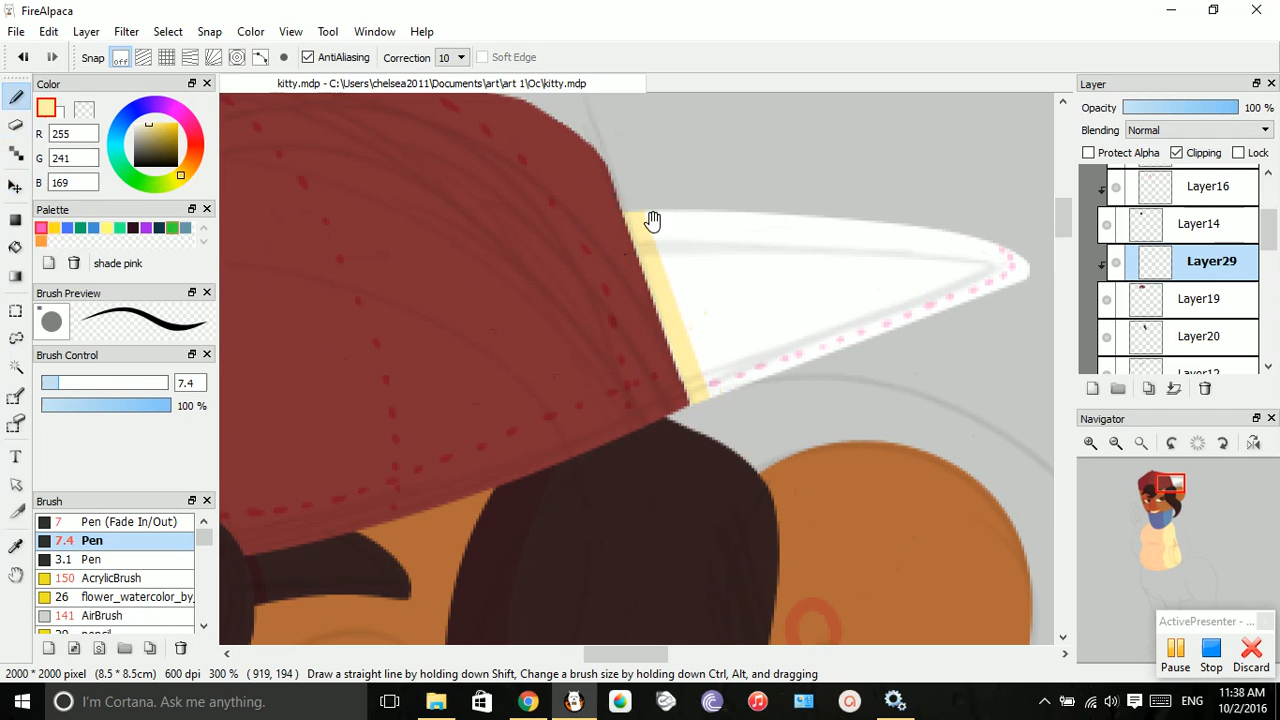 FireAlpaca
File Edit Layer Filter Select Snap Color View Tool Window Help
Snap off AntiAliasing Correction 10 Soft Edge
Color
kitty.mdp - C:\Users\chelsea2011\Documents\art\art 1\Oc\kitty.mdp
Layer
R 255
G 241
B 169
Opacity 100 %
Blending Normal
Protect Alpha Clipping Lock
Layer16
Layer14
Layer29
Layer19
Layer20
Palette
shade pink
Brush Preview
Brush Control
7.4
100 %
Navigator
Brush
7 Pen (Fade In/Out)
7.4 Pen
3.1 Pen
150 AcrylicBrush
26 flower_watercolor_by_
141 AirBrush
ActivePresenter - ...
Pause Stop Discard
2000 * 2000 pixel (8.5 * 8.5cm) 600 dpi 300 % ( 919, 194 ) Draw a straight line by holding down Shift, Change a brush size by holding down Ctrl, Alt, and dragging
I'm Cortana. Ask me anything.
ENG
11:38 AM
10/2/2016